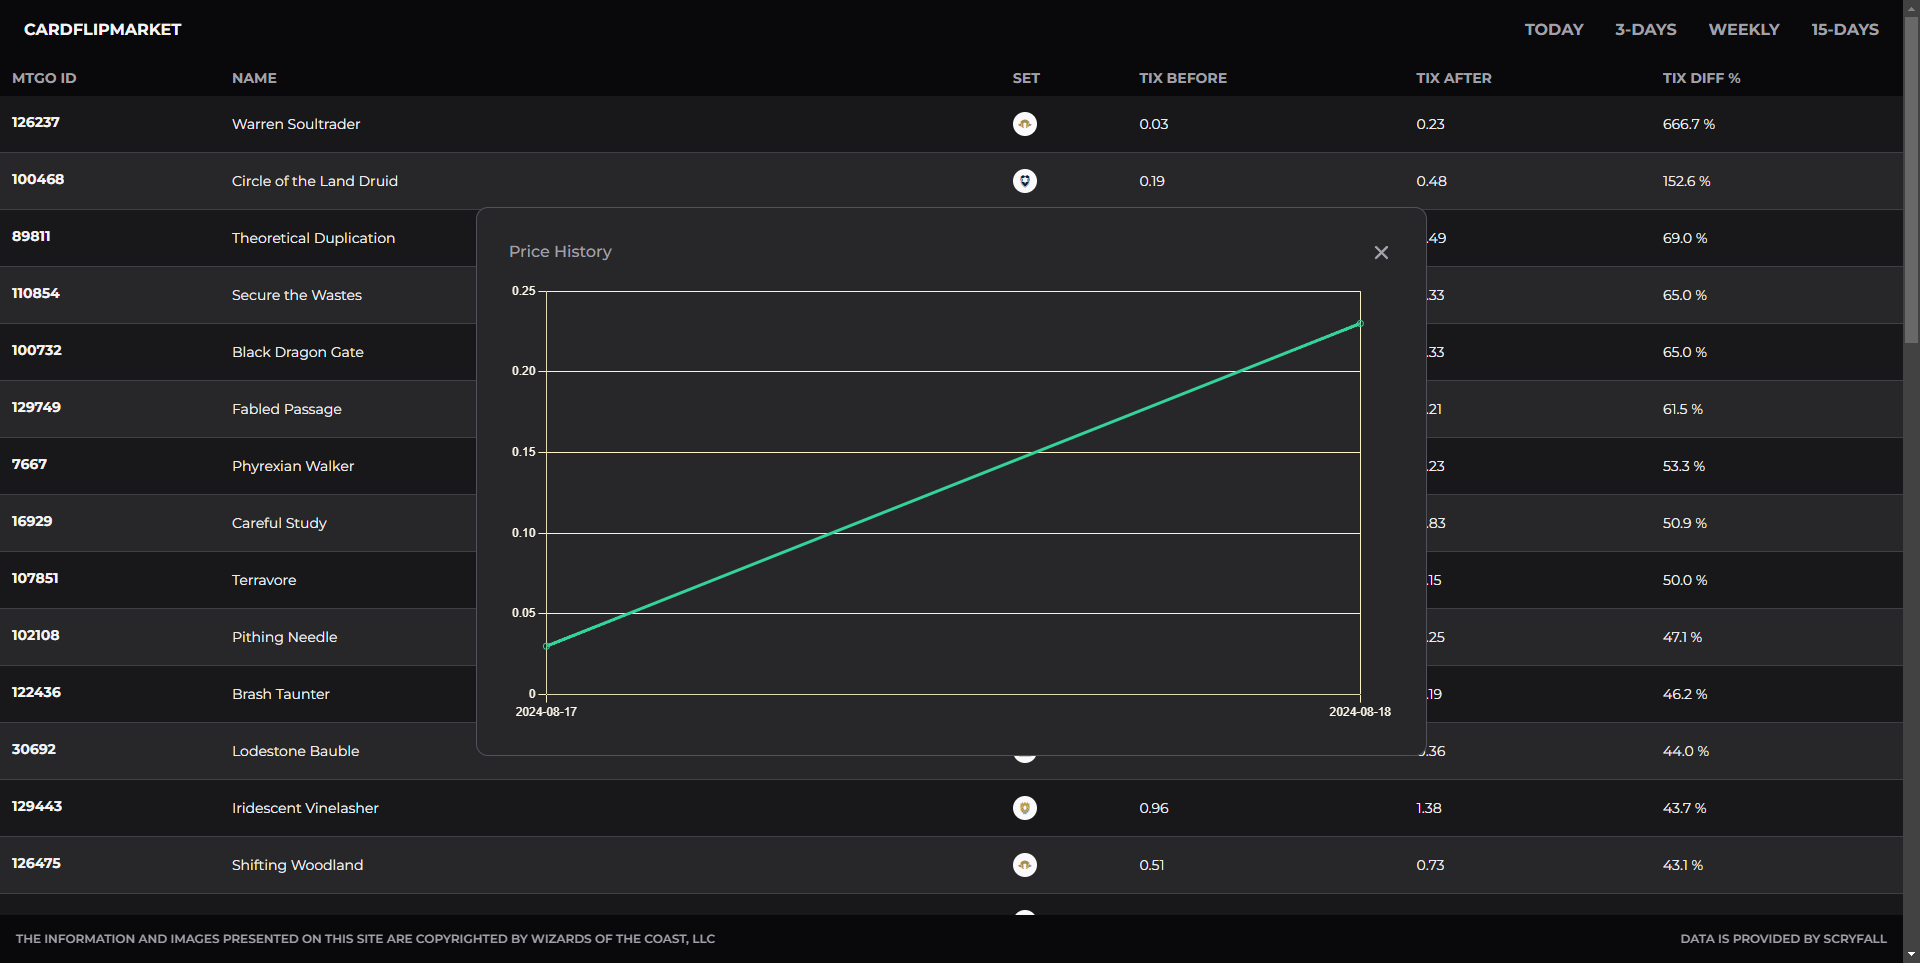 CARDFLIPMARKET TODAY 3-DAYS WEEKLY 15-DAYS
MTGO ID NAME SET TIX BEFORE TIX AFTER TIX DIFF %
126237 Warren Soultrader 0.03 0.23 666.7 %
100468 Circle of the Land Druid 0.19 0.48 152.6 %
89811 Theoretical Duplication .49 69.0 %
110854 Secure the Wastes .33 65.0 %
100732 Black Dragon Gate .33 65.0 %
129749 Fabled Passage .21 61.5 %
7667 Phyrexian Walker .23 53.3 %
16929 Careful Study .83 50.9 %
107851 Terravore .15 50.0 %
102108 Pithing Needle .25 47.1 %
122436 Brash Taunter .19 46.2 %
30692 Lodestone Bauble .36 44.0 %
129443 Iridescent Vinelasher 0.96 1.38 43.7 %
126475 Shifting Woodland 0.51 0.73 43.1 %
Price History
0.25
0.20
0.15
0.10
0.05
0
2024-08-17 2024-08-18
THE INFORMATION AND IMAGES PRESENTED ON THIS SITE ARE COPYRIGHTED BY WIZARDS OF THE COAST, LLC DATA IS PROVIDED BY SCRYFALL